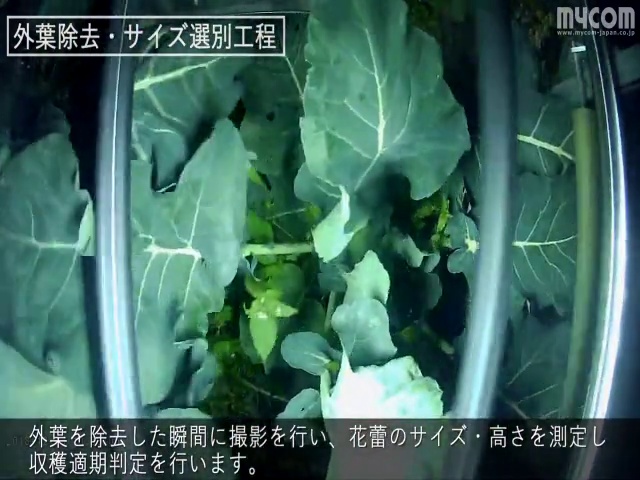 外葉除去・サイズ選別工程
mycom
www.mycom-japan.co.jp
外葉を除去した瞬間に撮影を行い、花蕾のサイズ・高さを測定し
収穫適期判定を行います。